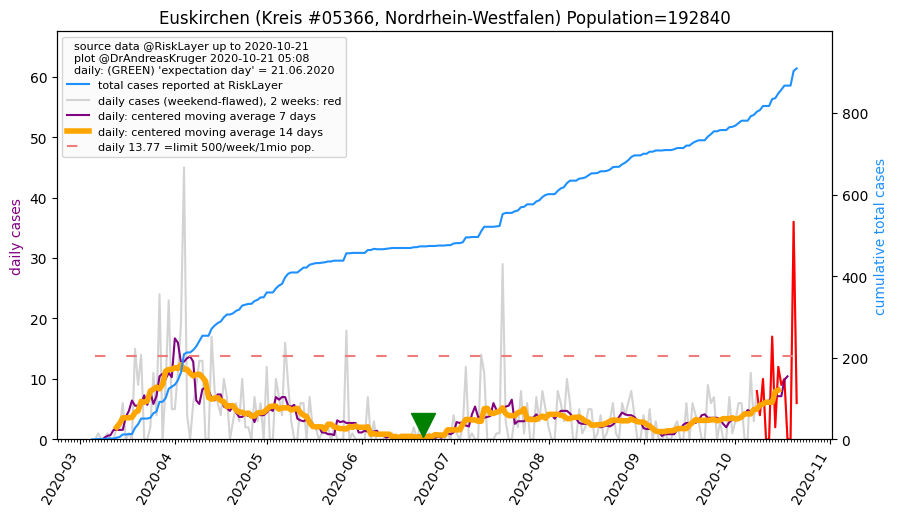 Euskirchen (Kreis #05366, Nordrhein-Westfalen) Population=192840
source data @RiskLayer up to 2020-10-21
plot @DrAndreasKruger 2020-10-21 05:08
daily: (GREEN) 'expectation day' = 21.06.2020
total cases reported at RiskLayer
daily cases (weekend-flawed), 2 weeks: red
daily: centered moving average 7 days
daily: centered moving average 14 days
daily 13.77 =limit 500/week/1mio pop.
daily cases
60
50
40
30
20
10
0
cumulative total cases
800
600
400
200
0
2020-03
2020-04
2020-05
2020-06
2020-07
2020-08
2020-09
2020-10
2020-11